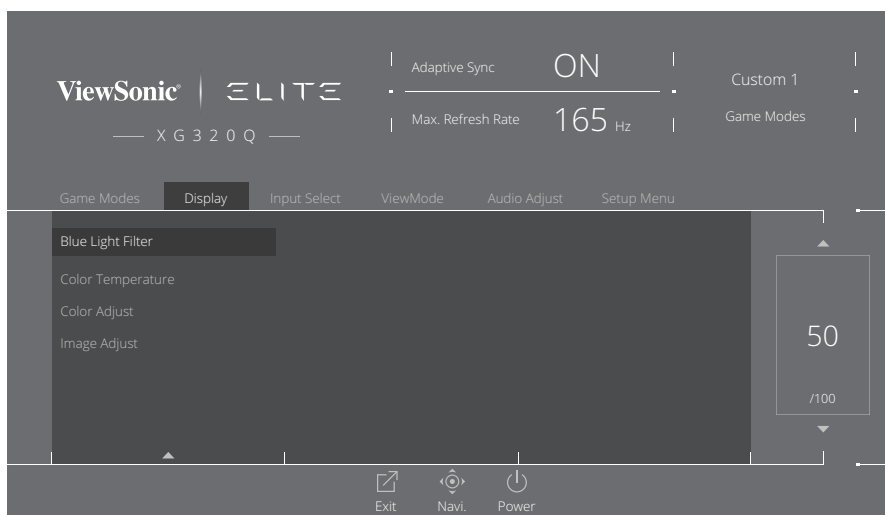 ViewSonic® ELITE
XG320Q
Adaptive Sync ON
Max. Refresh Rate 165 Hz
Custom 1
Game Modes
Game Modes Display Input Select ViewMode Audio Adjust Setup Menu
Blue Light Filter
Color Temperature
Color Adjust
Image Adjust
50
/100
Exit Navi. Power